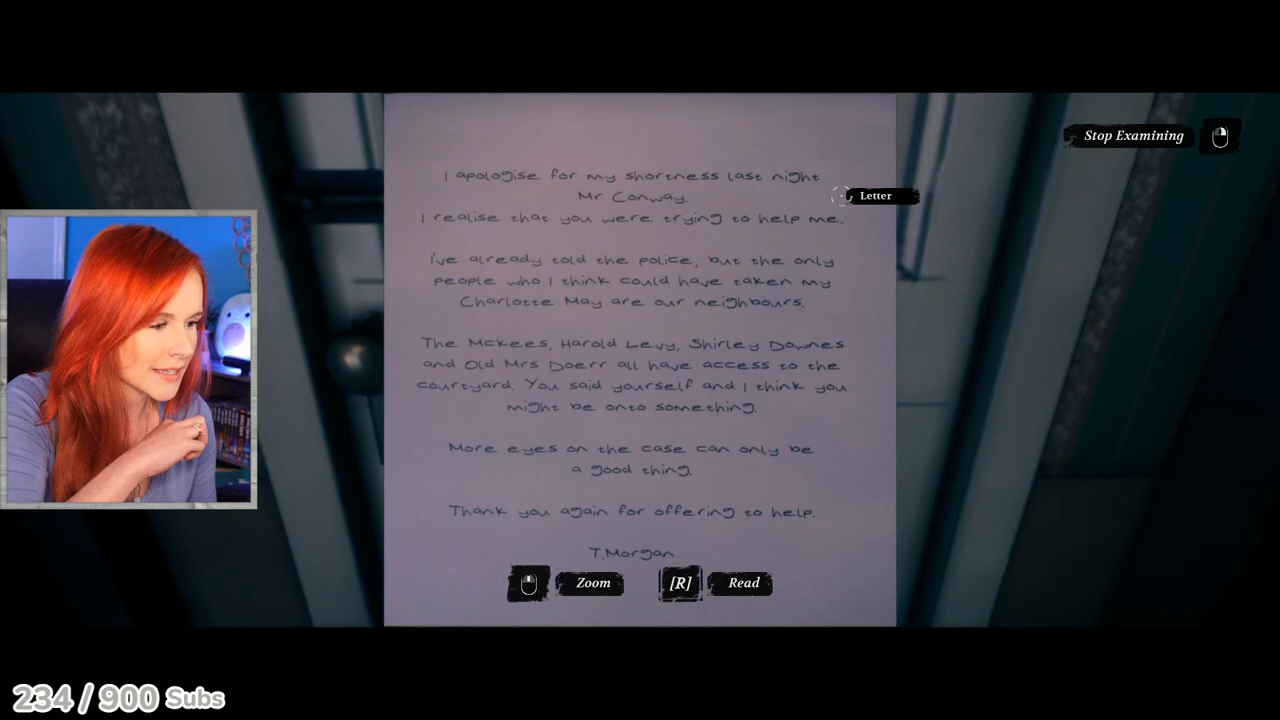 Stop Examining
I apologise for my shortness last night
Mr Conway.
Letter
I realise that you were trying to help me.
I've already told the police, but the only
people who I think could have taken my
Charlotte May are our neighbours.
The McKees, Harold Levy, Shirley Downes
and Old Mrs Doerr all have access to the
courtyard. You said yourself and I think you
might be onto something.
More eyes on the case can only be
a good thing.
Thank you again for offering to help.
T.Morgan
Zoom
[R]
Read
234 / 900 Subs